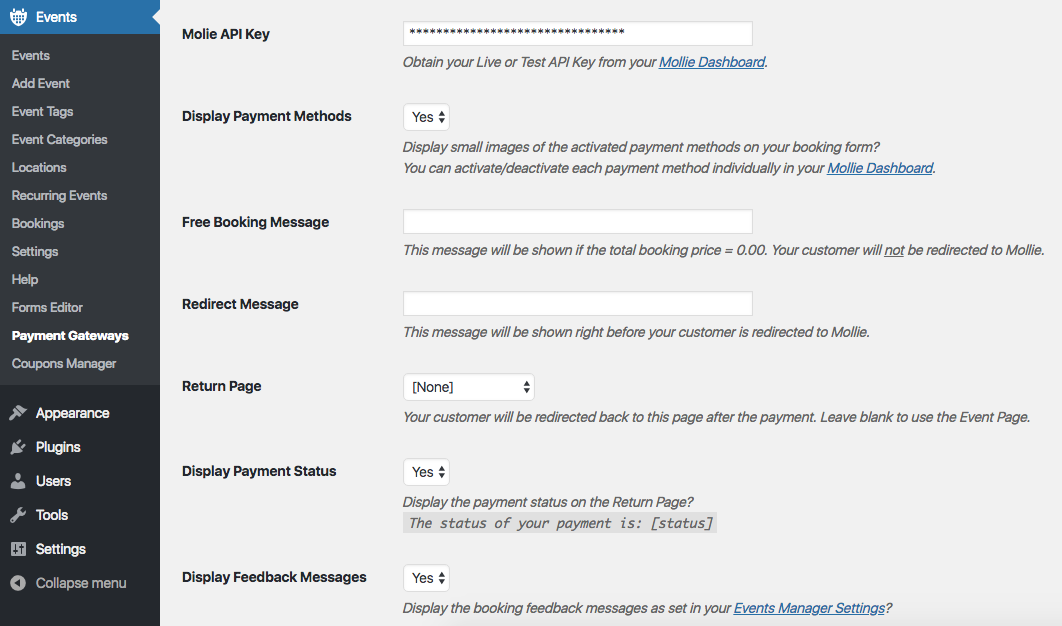 Events
Events
Add Event
Event Tags
Event Categories
Locations
Recurring Events
Bookings
Settings
Help
Forms Editor
Payment Gateways
Coupons Manager
Appearance
Plugins
Users
Tools
Settings
Collapse menu
Molie API Key
********************************
Obtain your Live or Test API Key from your Mollie Dashboard.
Display Payment Methods
Yes
Display small images of the activated payment methods on your booking form?
You can activate/deactivate each payment method individually in your Mollie Dashboard.
Free Booking Message
This message will be shown if the total booking price = 0.00. Your customer will not be redirected to Mollie.
Redirect Message
This message will be shown right before your customer is redirected to Mollie.
Return Page
[None]
Your customer will be redirected back to this page after the payment. Leave blank to use the Event Page.
Display Payment Status
Yes
Display the payment status on the Return Page?
The status of your payment is: [status]
Display Feedback Messages
Yes
Display the booking feedback messages as set in your Events Manager Settings?